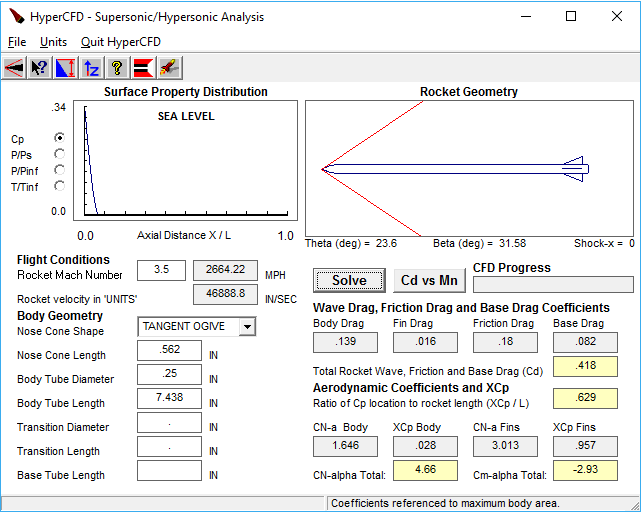 HyperCFD - Supersonic/Hypersonic Analysis
File Units Quit HyperCFD
Surface Property Distribution
.34
SEA LEVEL
Cp
P/Ps
P/Pinf
T/Tinf
0.0
0.0 Axial Distance X / L 1.0
Rocket Geometry
Theta (deg) = 23.6 Beta (deg) = 31.58 Shock-x = 0
Flight Conditions
Rocket Mach Number 3.5 2664.22 MPH
Rocket velocity in 'UNITS' 46888.8 IN/SEC
Body Geometry
Nose Cone Shape TANGENT OGIVE
Nose Cone Length .562 IN
Body Tube Diameter .25 IN
Body Tube Length 7.438 IN
Transition Diameter . IN
Transition Length . IN
Base Tube Length IN
Solve Cd vs Mn CFD Progress
Wave Drag, Friction Drag and Base Drag Coefficients
Body Drag Fin Drag Friction Drag Base Drag
.139 .016 .18 .082
Total Rocket Wave, Friction and Base Drag (Cd) .418
Aerodynamic Coefficients and XCp
Ratio of Cp location to rocket length (XCp / L) .629
CN-a Body XCp Body CN-a Fins XCp Fins
1.646 .028 3.013 .957
CN-alpha Total: 4.66 Cm-alpha Total: -2.93
Coefficients referenced to maximum body area.